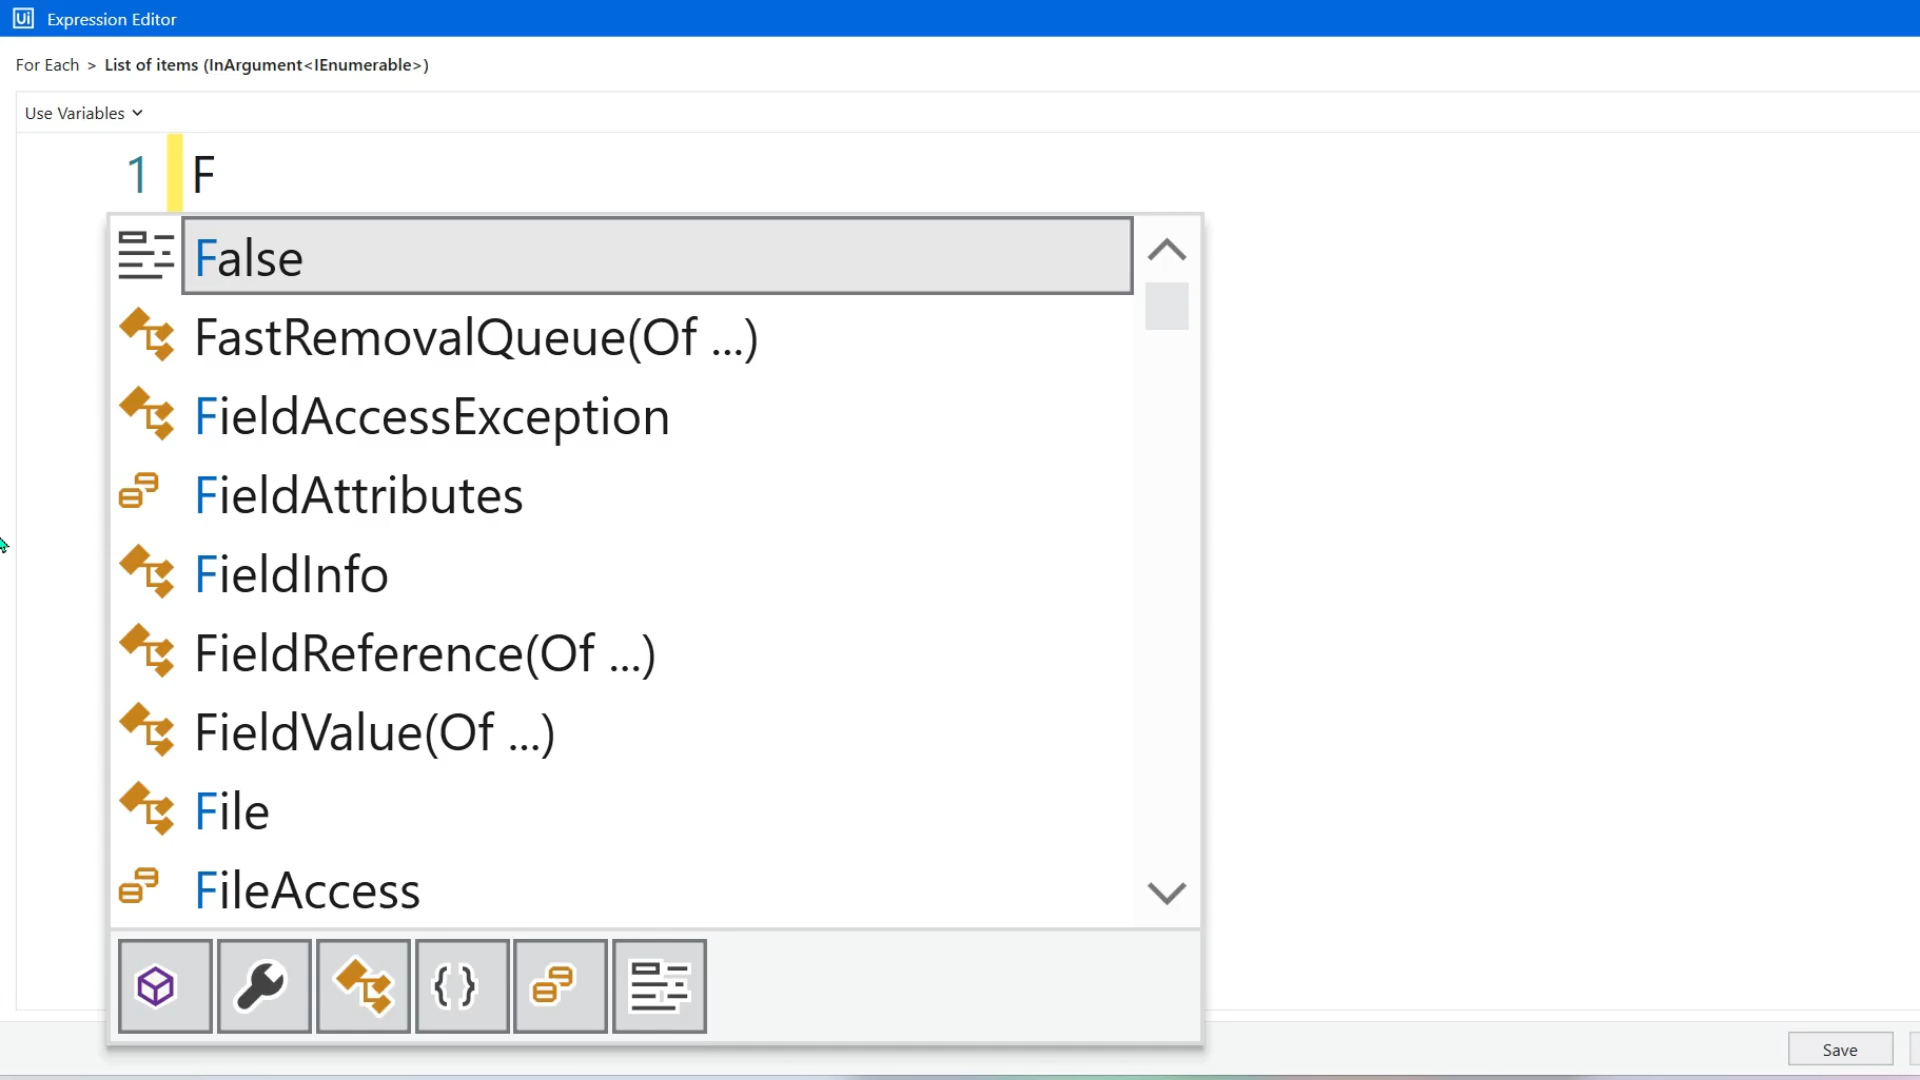 Ui Expression Editor
For Each > List of items (InArgument<IEnumerable>)
Use Variables
1 F
False
FastRemovalQueue(Of ...)
FieldAccessException
FieldAttributes
FieldInfo
FieldReference(Of ...)
FieldValue(Of ...)
File
FileAccess
{}
Save